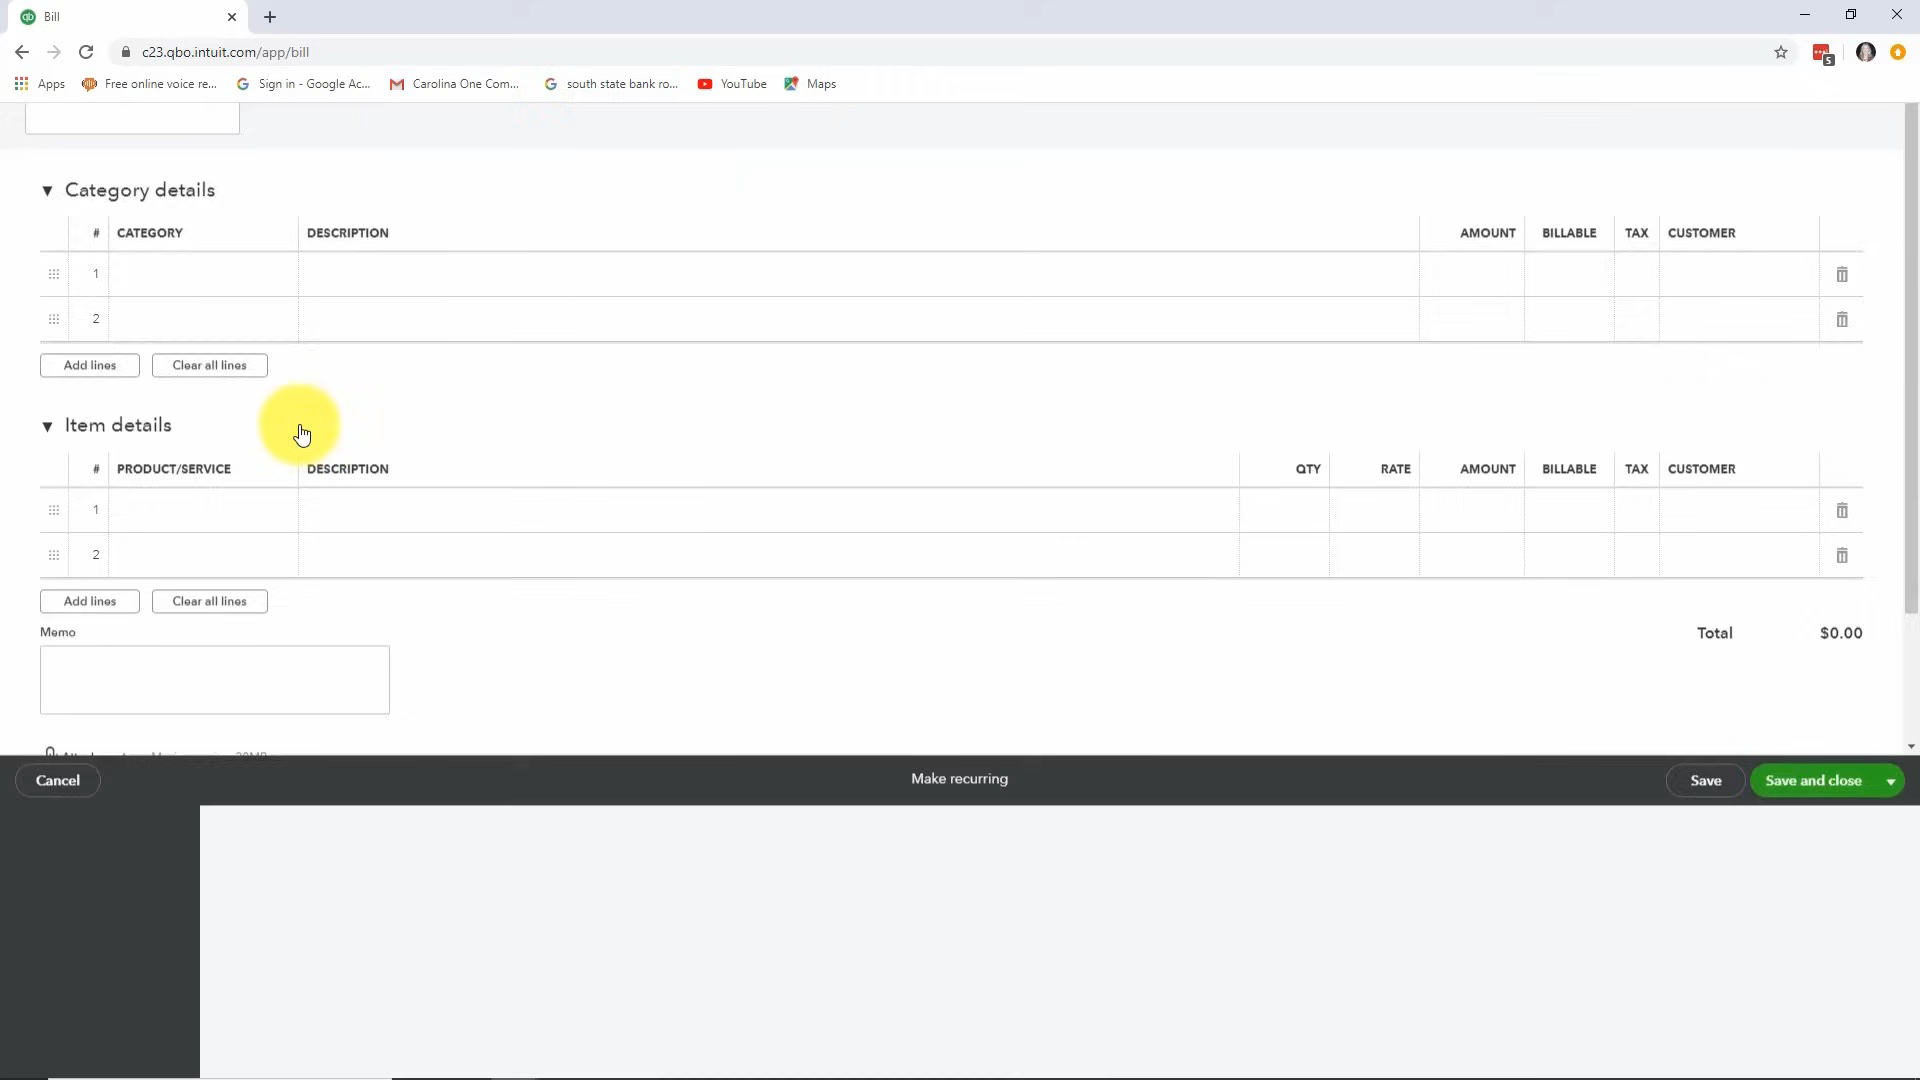 Bill
c23.qbo.intuit.com/app/bill
5
Apps Free online voice re... Sign in - Google Ac... Carolina One Com... south state bank ro... YouTube Maps
Category details
# CATEGORY DESCRIPTION AMOUNT BILLABLE TAX CUSTOMER
1
2
Add lines Clear all lines
Item details
# PRODUCT/SERVICE DESCRIPTION QTY RATE AMOUNT BILLABLE TAX CUSTOMER
1
2
Add lines Clear all lines
Memo Total $0.00
Cancel Make recurring Save Save and close